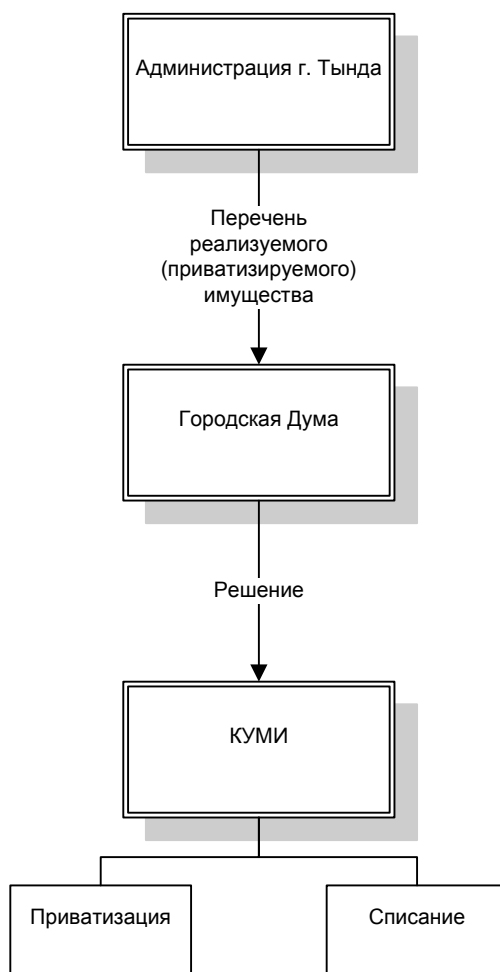 Администрация г. Тында
Перечень
реализуемого
(приватизируемого)
имущества
Городская Дума
Решение
КУМИ
Приватизация
Списание